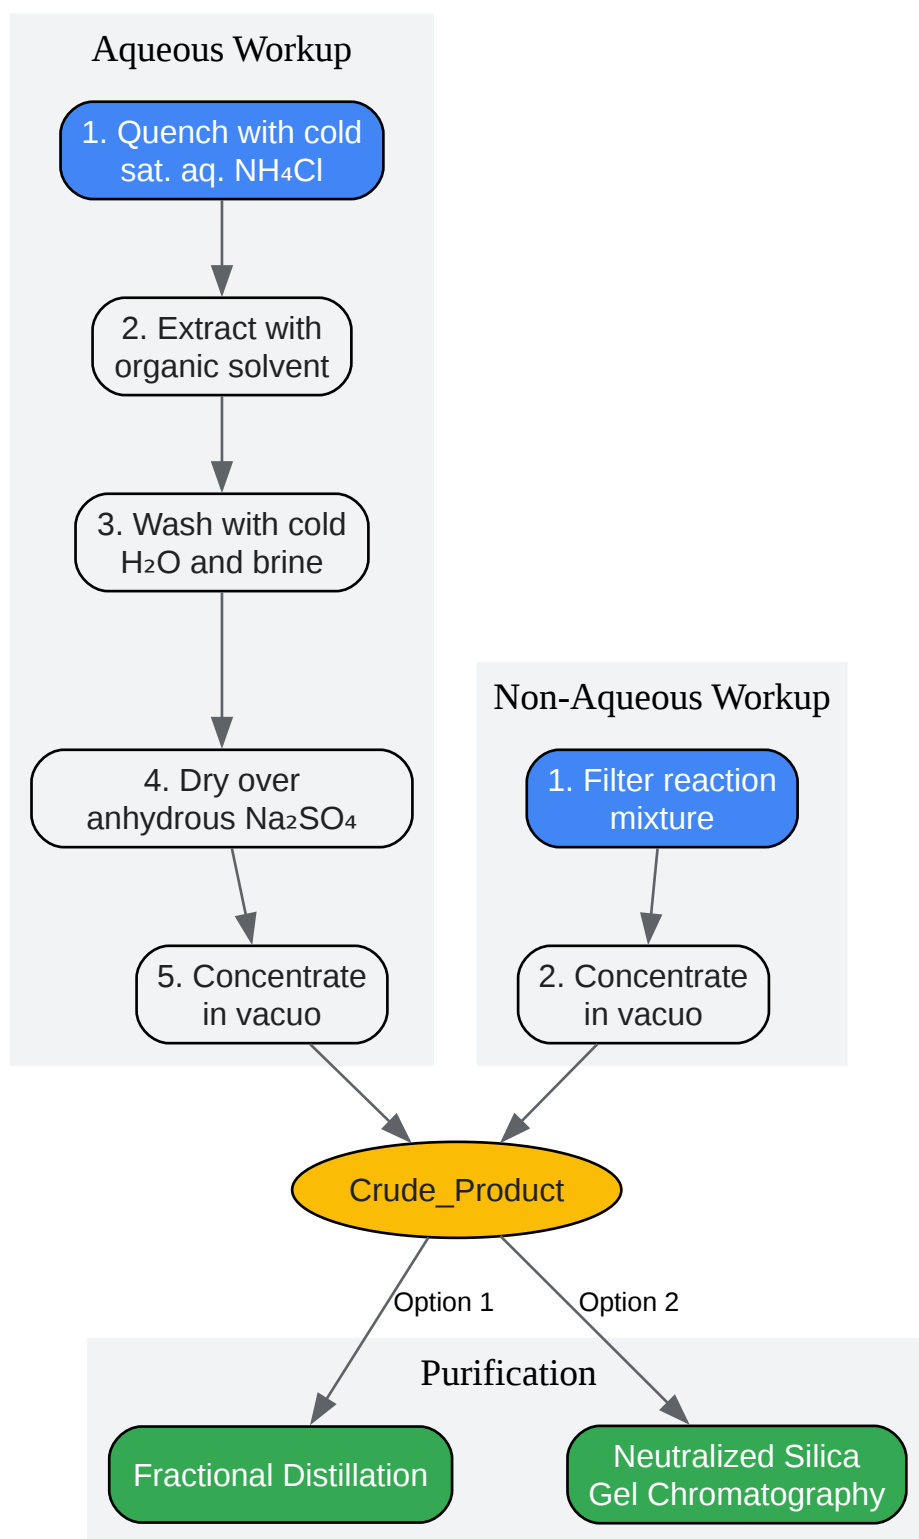 Aqueous Workup
1. Quench with cold
sat. aq. NH₄Cl
2. Extract with
organic solvent
3. Wash with cold
H₂O and brine
4. Dry over
anhydrous Na₂SO₄
5. Concentrate
in vacuo
Non-Aqueous Workup
1. Filter reaction
mixture
2. Concentrate
in vacuo
Crude_Product
Option 1
Option 2
Purification
Fractional Distillation
Neutralized Silica
Gel Chromatography